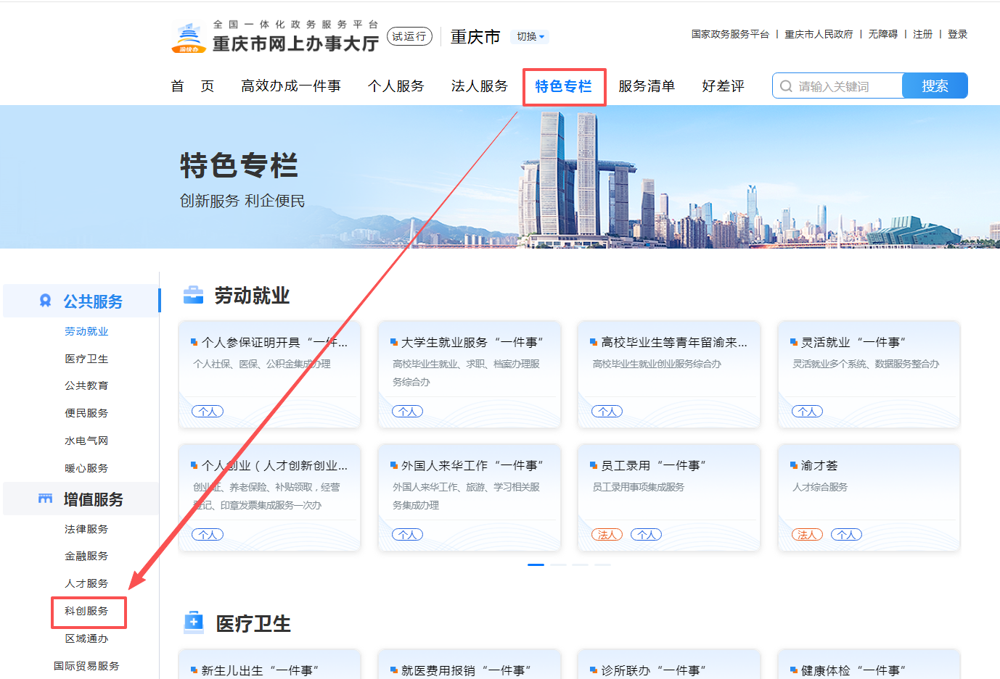 全国一体化政务服务平台
重庆市网上办事大厅
试运行
重庆市
切换
国家政务服务平台 | 重庆市人民政府 | 无障碍 | 注册 | 登录
首 页
高效办成一件事
个人服务
法人服务
特色专栏
服务清单
好差评
请输入关键词
搜索
渝快办
特色专栏
创新服务 利企便民
公共服务
劳动就业
医疗卫生
公共教育
便民服务
水电气网
暖心服务
增值服务
法律服务
金融服务
人才服务
科创服务
区域通办
国际贸易服务
劳动就业
个人参保证明开具“一件...
个人社保、医保、公积金集成办理
个人
大学生就业服务“一件事”
高校毕业生就业、求职、档案办理服
务综合办
个人
高校毕业生等青年留渝来...
高校毕业生就业创业服务综合办
个人
灵活就业“一件事”
灵活就业多个系统、数据服务整合办
个人
个人创业（人才创新创业...
创业证、养老保险、补贴领取，经营
登记、印章发票集成服务一次办
个人
外国人来华工作“一件事”
外国人来华工作、旅游、学习相关服
务集成办理
个人
员工录用“一件事”
员工录用事项集成服务
法人 个人
渝才荟
人才综合服务
法人 个人
医疗卫生
新生儿出生“一件事”
就医费用报销“一件事”
诊所联办“一件事”
健康体检“一件事”